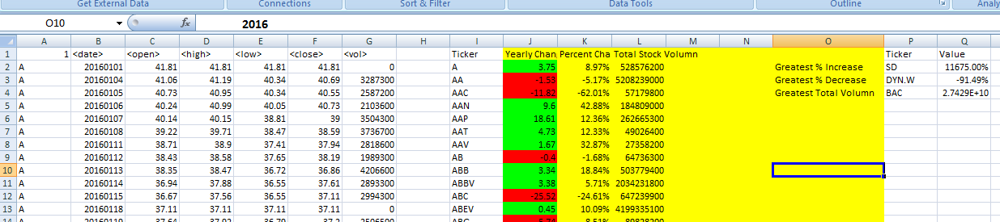 Get External Data Connections Sort & Filter Data Tools Outline Analy
O10 fx 2016
A B C D E F G H I J K L M N O P Q
1 1 <date> <open> <high> <low> <close> <vol> Ticker Yearly Chan Percent Cha Total Stock Volumn Ticker Value
2 A 20160101 41.81 41.81 41.81 41.81 0 A 3.75 8.97% 528576200 Greatest % Increase SD 11675.00%
3 A 20160104 41.06 41.19 40.34 40.69 3287300 AA -1.53 -5.17% 5208239000 Greatest % Decrease DYN.W -91.49%
4 A 20160105 40.73 40.95 40.34 40.55 2587200 AAC -11.82 -62.01% 57179800 Greatest Total Volumn BAC 2.7429E+10
5 A 20160106 40.24 40.99 40.05 40.73 2103600 AAN 9.6 42.88% 184809000
6 A 20160107 40.14 40.15 38.81 39 3504300 AAP 18.61 12.36% 262665300
7 A 20160108 39.22 39.71 38.47 38.59 3736700 AAT 4.73 12.33% 49026400
8 A 20160111 38.71 38.9 37.41 37.94 2818600 AAV 1.67 32.87% 27358200
9 A 20160112 38.43 38.58 37.65 38.19 1989300 AB -0.4 -1.68% 64736300
10 A 20160113 38.35 38.47 36.72 36.86 4206600 ABB 3.34 18.84% 503779400
11 A 20160114 36.94 37.88 36.55 37.61 2893300 ABBV 3.38 5.71% 2034231800
12 A 20160115 36.67 37.56 36.55 37.11 2994300 ABC -25.52 -24.61% 647239900
13 A 20160118 37.11 37.11 37.11 37.11 0 ABEV 0.45 10.09% 4199335100